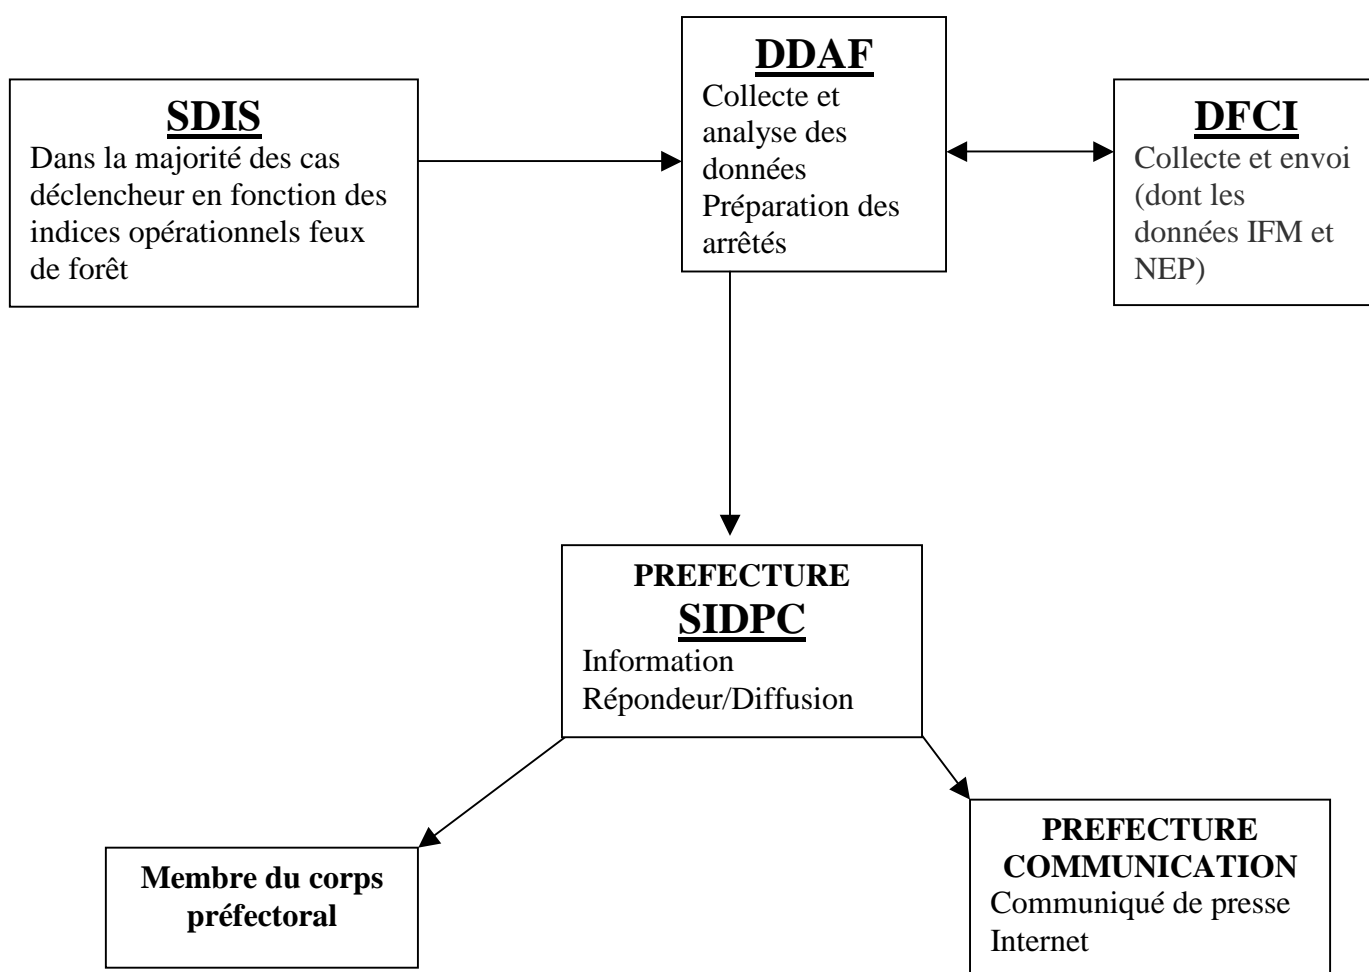 SDIS
Dans la majorité des cas
déclencheur en fonction des
indices opérationnels feux
de forêt
DDAF
Collecte et
analyse des
données
Préparation des
arrêtés
DFCI
Collecte et envoi
(dont les
données IFM et
NEP)
PREFECTURE
SIDPC
Information
Répondeur/Diffusion
Membre du corps
préfectoral
PREFECTURE
COMMUNICATION
Communiqué de presse
Internet